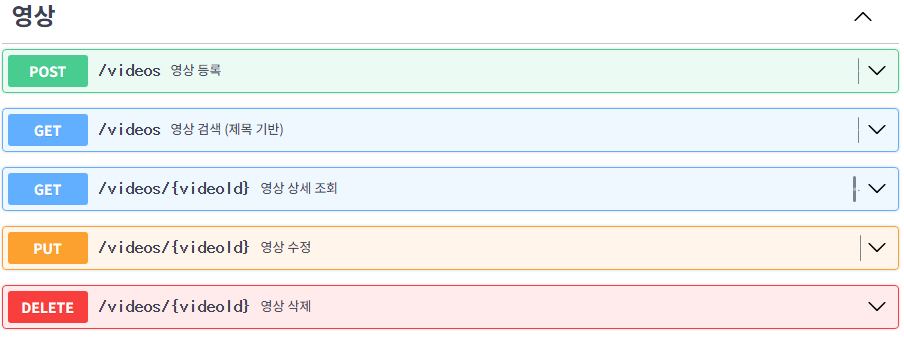 영상
POST /videos 영상 등록
GET /videos 영상 검색 (제목 기반)
GET /videos/{videoId} 영상 상세 조회
PUT /videos/{videoId} 영상 수정
DELETE /videos/{videoId} 영상 삭제